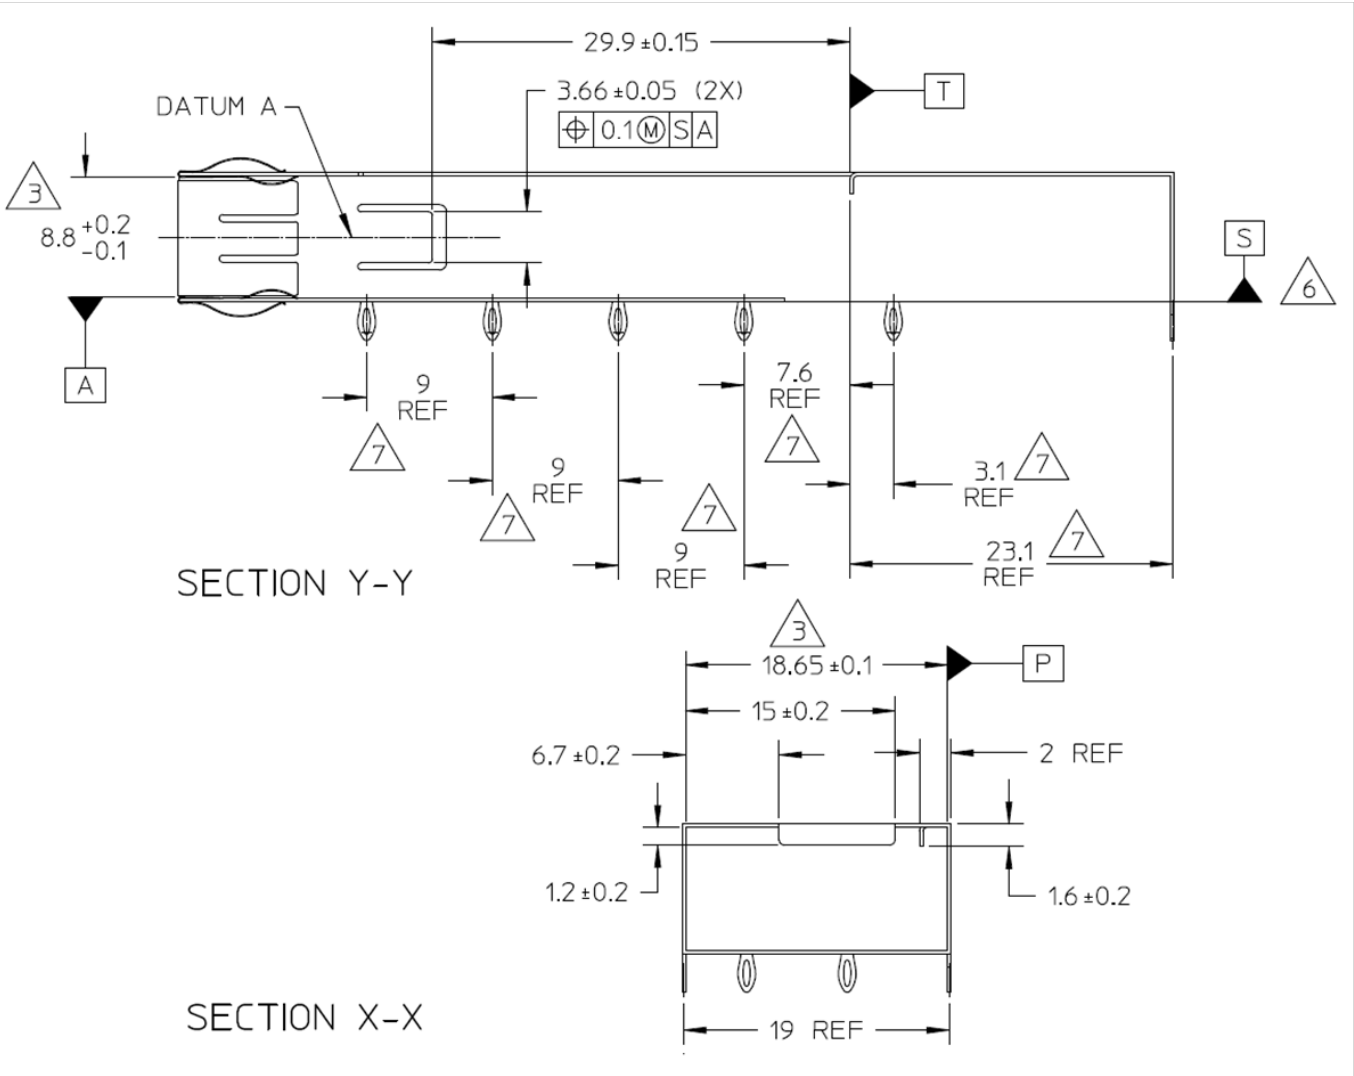 29.9 ±0.15
T
3.66 ±0.05 (2X)
DATUM A
⌖ 0.1 Ⓜ S A
3
8.8 +0.2
-0.1
S
6
A
9
REF
7
7.6
REF
7
9
REF
7
3.1
REF
7
7
9
REF
23.1
REF
7
SECTION Y-Y
3
18.65 ±0.1
P
15 ±0.2
6.7 ±0.2
2 REF
1.2 ±0.2
1.6 ±0.2
SECTION X-X
19 REF